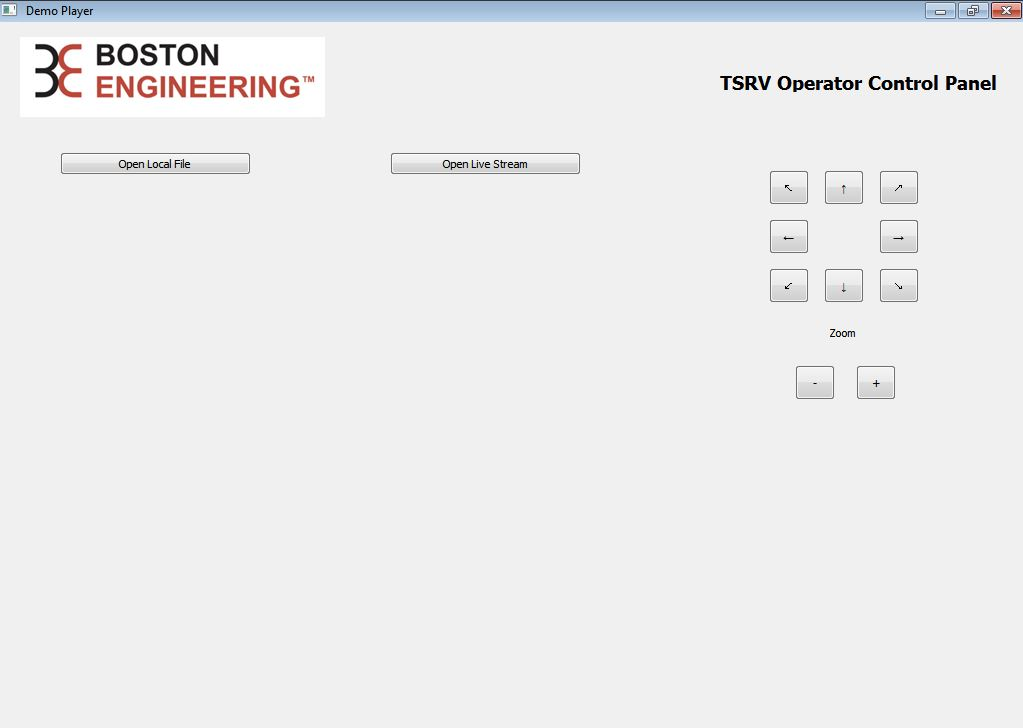 Demo Player
BOSTON
ENGINEERING™
TSRV Operator Control Panel
Open Local File
Open Live Stream
↖ ↑ ↗
← →
↙ ↓ ↘
Zoom
- +